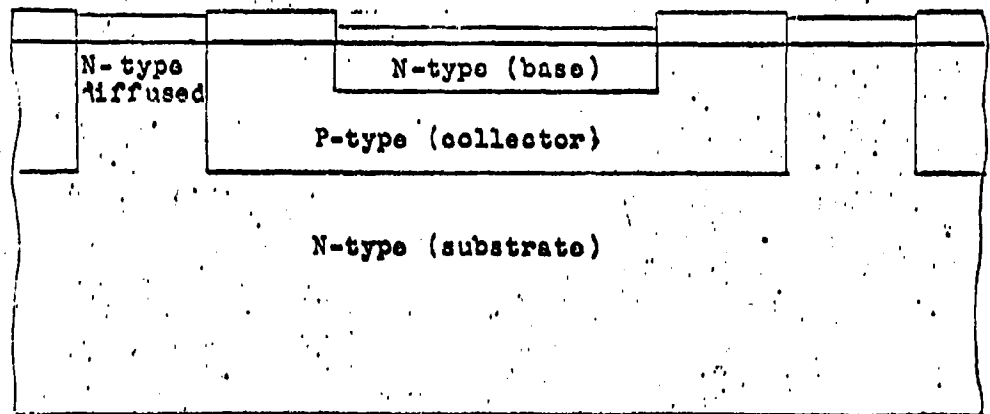 N-type
diffused
N-type (base)
P-type (collector)
N-type (substrate)